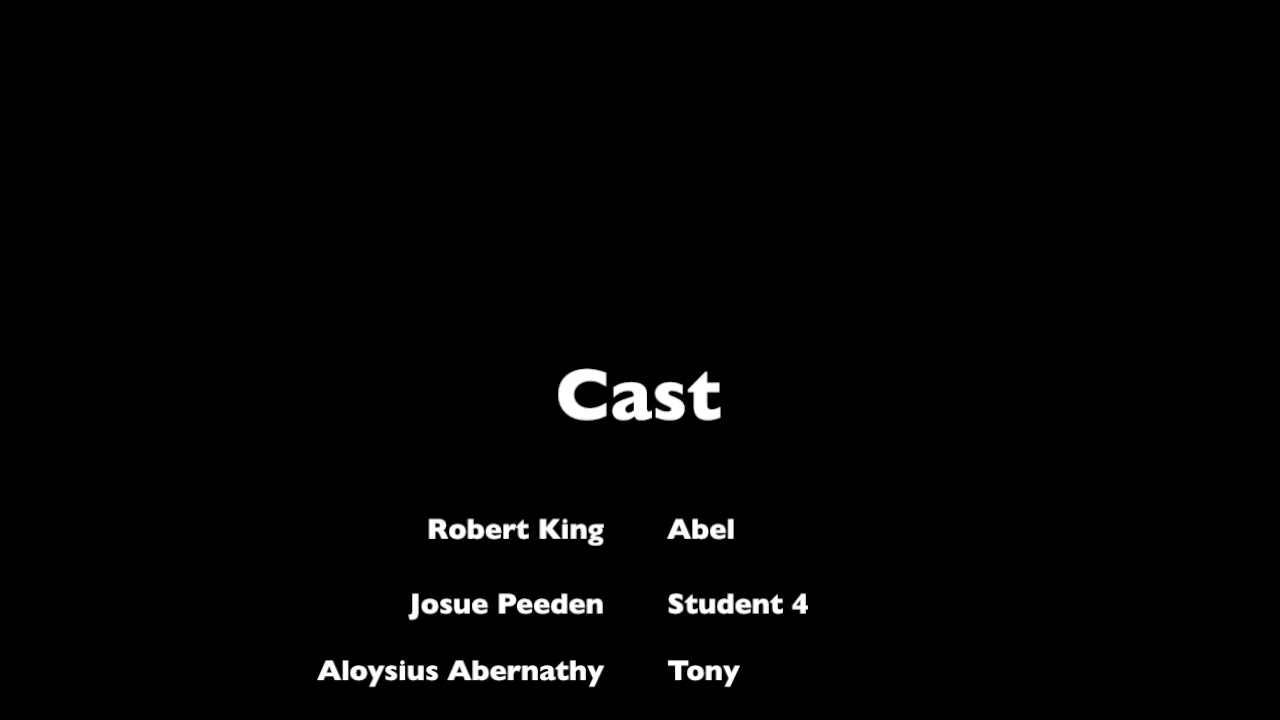 Cast
Robert King Abel
Josue Peeden Student 4
Aloysius Abernathy Tony